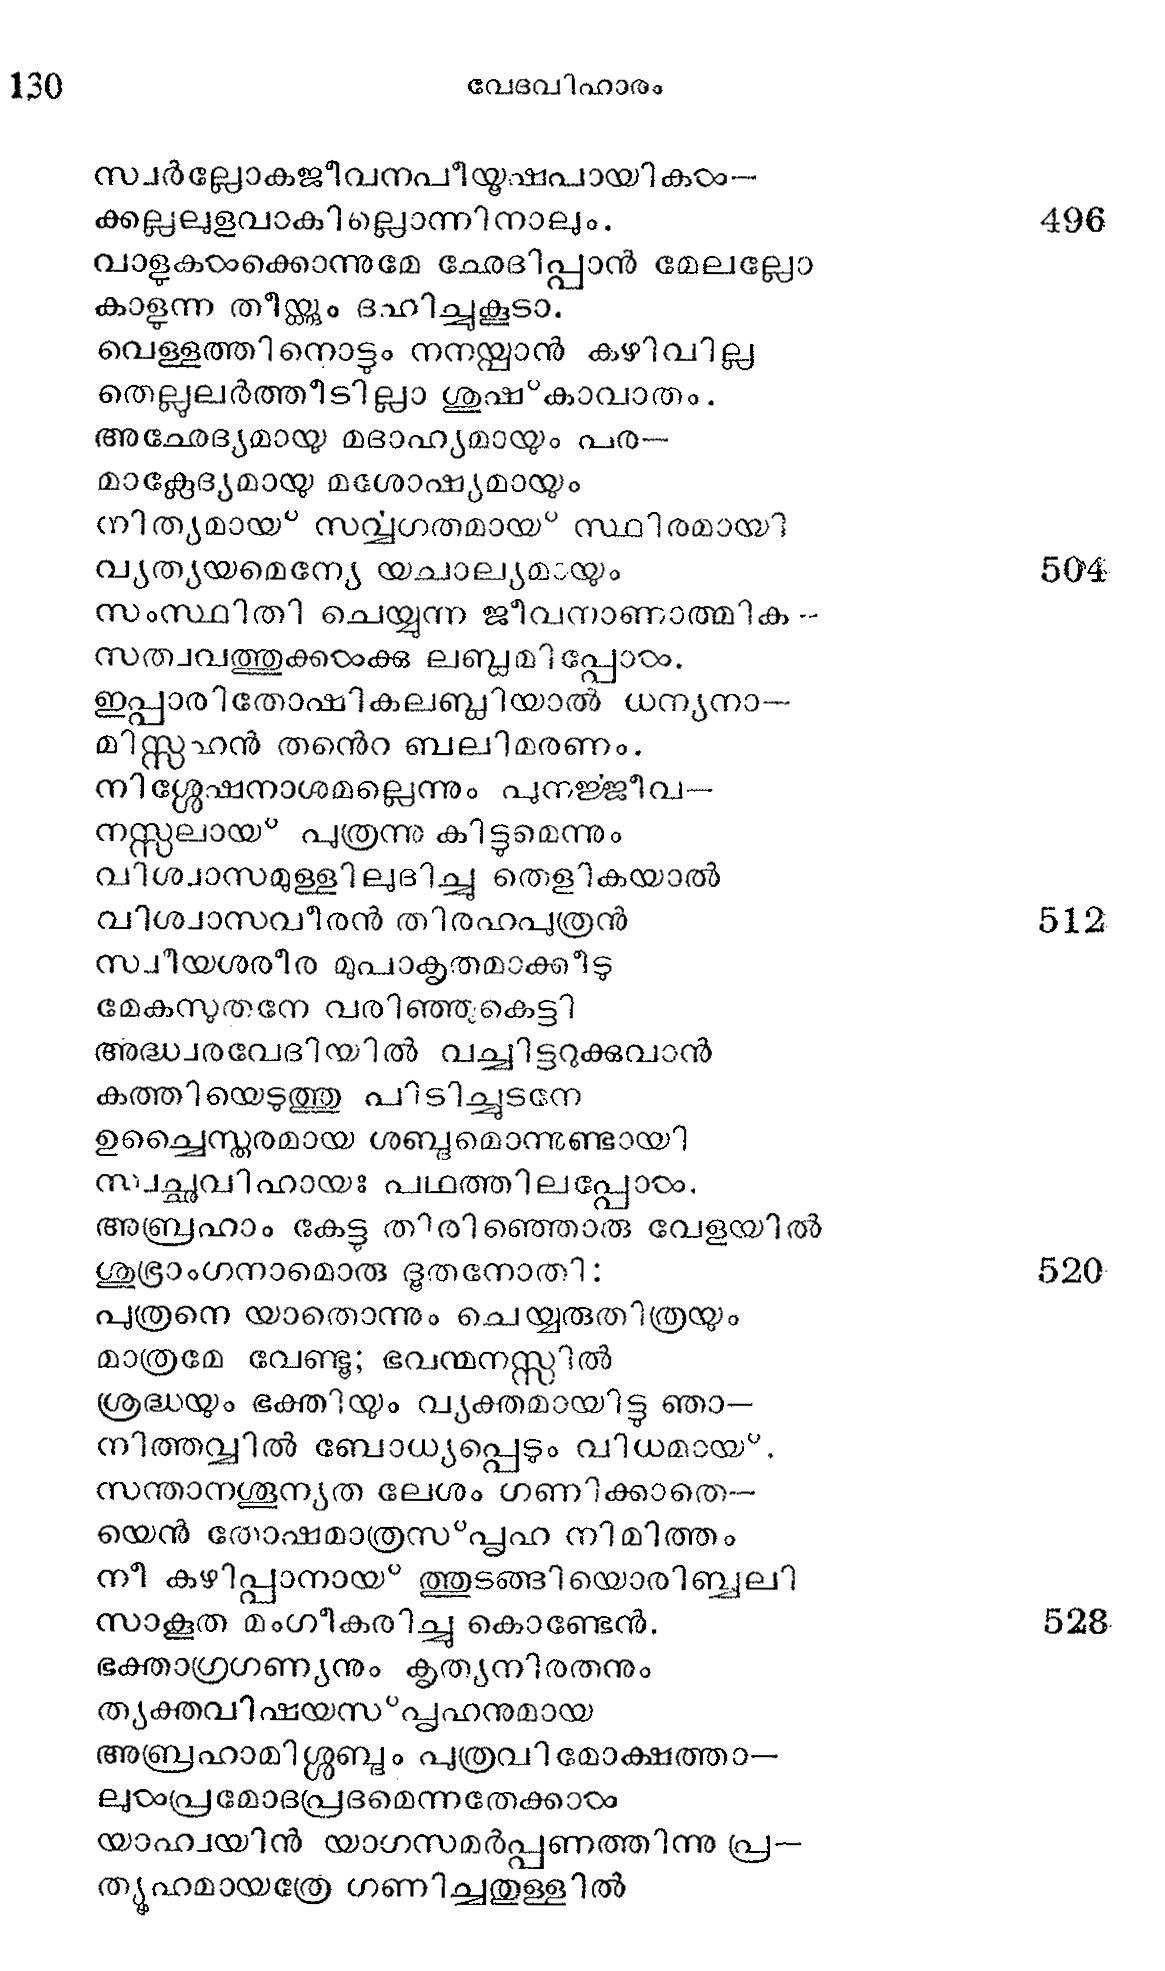 130 വേദവിഹാരം
സ്വർല്ലോകജീവനപീയൂഷപായികൾ—
ക്കല്ലലുളവാകില്ലൊന്നിനാലും. 496
വാളുകൾക്കൊന്നുമേ ഛേദിപ്പാൻ മേലല്ലോ
കാളുന്ന തീയ്ക്കും ദഹിച്ചുകൂടാ.
വെള്ളത്തിനൊട്ടും നനയ്പാൻ കഴിവില്ല
തെല്ലുലർത്തീടില്ലാ ശുഷ്കാവാതം.
അഛേദ്യമായു മദാഹ്യമായും പര—
മാക്ലേദ്യമായു മശോഷ്യമായും
നിത്യമായ് സർവ്വഗതമായ് സ്ഥിരമായി
വ്യത്യയമെന്യേ യചാല്യമായും 504
സംസ്ഥിതി ചെയ്യുന്ന ജീവനാണാത്മിക--
സത്വവത്തുക്കൾക്കു ലബ്ധമിപ്പോൾ.
ഇപ്പാരിതോഷികലബ്ധിയാൽ ധന്യനാ—
മിസ്സഹൻ തൻെറ ബലിമരണം.
നിശ്ശേഷനാശമല്ലെന്നും പുനർജ്ജീവ—
നസ്സലായ് പുത്രന്നു കിട്ടുമെന്നും
വിശ്വാസമുള്ളിലുദിച്ചു തെളികയാൽ
വിശ്വാസവീരൻ തിരഹപുത്രൻ 512
സ്വീയശരീര മുപാകൃതമാക്കീടു
മേകസുതനേ വരിഞ്ഞുകെട്ടി
അദ്ധ്വരവേദിയിൽ വച്ചിട്ടറുക്കുവാൻ
കത്തിയെടുത്തു പിടിച്ചുടനേ
ഉച്ചൈസ്തരമായ ശബ്ദമൊന്നുണ്ടായി
സ്വച്ഛവിഹായഃ പഥത്തിലപ്പോൾ.
അബ്രഹാം കേട്ടു തിരിഞ്ഞൊരു വേളയിൽ
ശുഭ്രാംഗനാമൊരു ദൂതനോതി: 520
പുത്രനെ യാതൊന്നും ചെയ്യരുതിത്രയും
മാത്രമേ വേണ്ടൂ; ഭവന്മനസ്സിൽ
ശ്രദ്ധയും ഭക്തിയും വ്യക്തമായിട്ടു ഞാ—
നിത്തവ്വിൽ ബോധ്യപ്പെടും വിധമായ്.
സന്താനശൂന്യത ലേശം ഗണിക്കാതെ—
യെൻ തോഷമാത്രസ്പൃഹ നിമിത്തം
നീ കഴിപ്പാനായ് ത്തുടങ്ങിയൊരിബ്ബലി
സാകൂത മംഗീകരിച്ചു കൊണ്ടേൻ. 528
ഭക്താഗ്രഗണ്യനും കൃത്യനിരതനും
ത്യക്തവിഷയസ്പൃഹനുമായ
അബ്രഹാമിശ്ശബ്ദം പുത്രവിമോക്ഷത്താ—
ലുൾപ്രമോദപ്രദമെന്നതേക്കാൾ
യാഹ്വയിൻ യാഗസമർപ്പണത്തിന്നു പ്ര—
ത്യൂഹമായത്രേ ഗണിച്ചതുള്ളിൽ